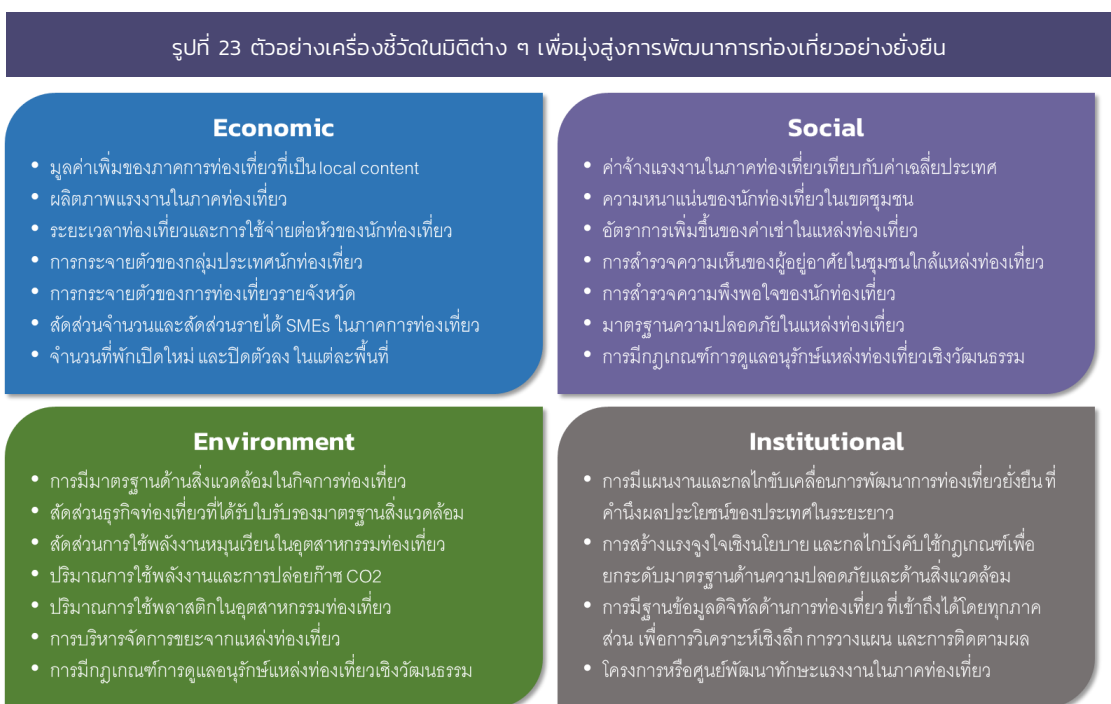 รูปที่ 23 ตัวอย่างเครื่องชี้วัดในมิติต่าง ๆ เพื่อมุ่งสู่งการพัฒนาการท่องเที่ยวอย่างยั่งยืน
Economic
• มูลค่าเพิ่มของภาคการท่องเที่ยวที่เป็น local content
• ผลิตภาพแรงงานในภาคท่องเที่ยว
• ระยะเวลาท่องเที่ยวและการใช้จ่ายต่อหัวของนักท่องเที่ยว
• การกระจายตัวของกลุ่มประเทศนักท่องเที่ยว
• การกระจายตัวของการท่องเที่ยวรายจังหวัด
• สัดส่วนจำนวนและสัดส่วนรายได้ SMEs ในภาคการท่องเที่ยว
• จำนวนที่พักเปิดใหม่ และปิดตัวลง ในแต่ละพื้นที่
Social
• ค่าจ้างแรงงานในภาคท่องเที่ยวเทียบกับค่าเฉลี่ยประเทศ
• ความหนาแน่นของนักท่องเที่ยวในเขตชุมชน
• อัตราการเพิ่มขึ้นของค่าเช่าในแหล่งท่องเที่ยว
• การสำรวจความเห็นของผู้อยู่อาศัยในชุมชนใกล้แหล่งท่องเที่ยว
• การสำรวจความพึงพอใจของนักท่องเที่ยว
• มาตรฐานความปลอดภัยในแหล่งท่องเที่ยว
• การมีกฎเกณฑ์การดูแลอนุรักษ์แหล่งท่องเที่ยวเชิงวัฒนธรรม
Environment
• การมีมาตรฐานด้านสิ่งแวดล้อมในกิจการท่องเที่ยว
• สัดส่วนธุรกิจท่องเที่ยวที่ได้รับใบรับรองมาตรฐานสิ่งแวดล้อม
• สัดส่วนการใช้พลังงานหมุนเวียนในอุตสาหกรรมท่องเที่ยว
• ปริมาณการใช้พลังงานและการปล่อยก๊าซ CO2
• ปริมาณการใช้พลาสติกในอุตสาหกรรมท่องเที่ยว
• การบริหารจัดการขยะจากแหล่งท่องเที่ยว
• การมีกฎเกณฑ์การดูแลอนุรักษ์แหล่งท่องเที่ยวเชิงวัฒนธรรม
Institutional
• การมีแผนงานและกลไกขับเคลื่อนการพัฒนาการท่องเที่ยวยั่งยืน ที่
คำนึงผลประโยชน์ของประเทศในระยะยาว
• การสร้างแรงจูงใจเชิงนโยบาย และกลไกบังคับใช้กฎเกณฑ์เพื่อ
ยกระดับมาตรฐานด้านความปลอดภัยและด้านสิ่งแวดล้อม
• การมีฐานข้อมูลดิจิทัลด้านการท่องเที่ยว ที่เข้าถึงได้โดยทุกภาค
ส่วน เพื่อการวิเคราะห์เชิงลึก การวางแผน และการติดตามผล
• โครงการหรือศูนย์พัฒนาทักษะแรงงานในภาคท่องเที่ยว